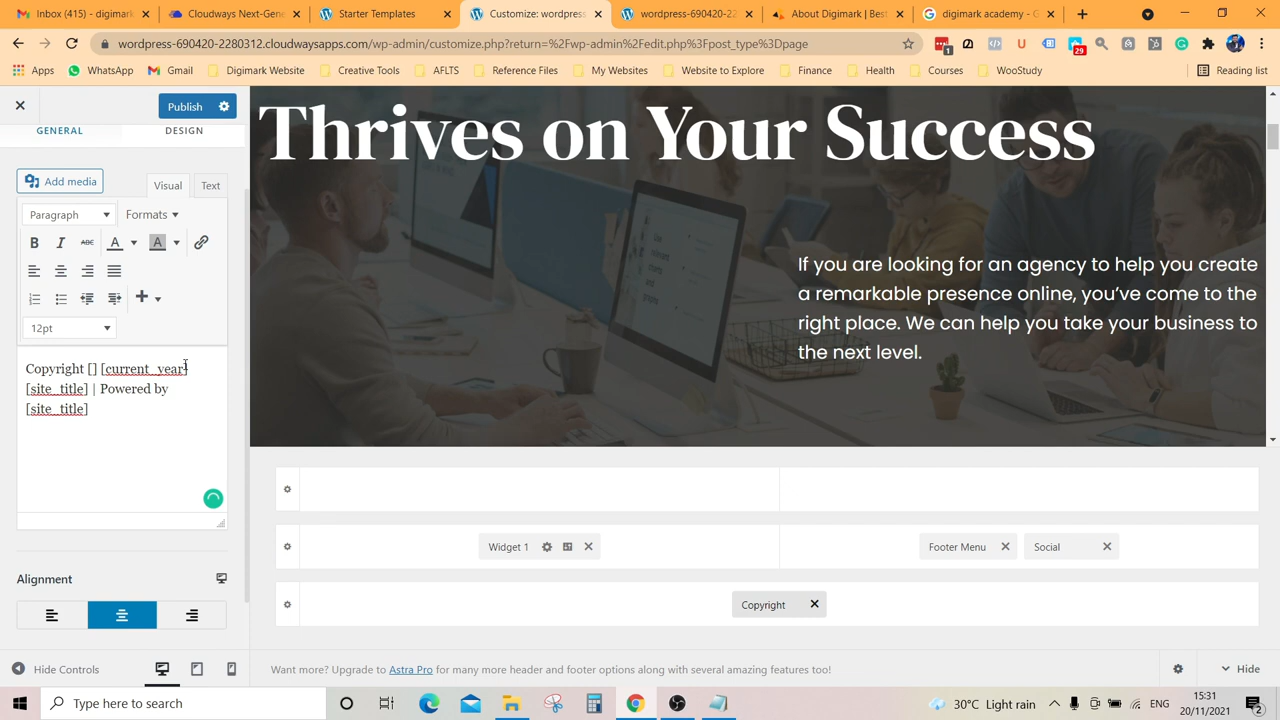 Inbox (415) - digimark
Cloudways Next-Gene
Starter Templates
Customize: wordpress
wordpress-690420-22
About Digimark | Best
digimark academy - G
wordpress-690420-2280512.cloudwaysapps.com/wp-admin/customize.php?return=%2Fwp-admin%2Fedit.php%3Fpost_type%3Dpage
1
29
Apps
WhatsApp
Gmail
Digimark Website
Creative Tools
AFLTS
Reference Files
My Websites
Website to Explore
Finance
Health
Courses
WooStudy
Reading list
Publish
GENERAL
DESIGN
Add media
Visual
Text
Paragraph
Formats
B I ABC A A
12pt
Copyright [] [current_year]
[site_title] | Powered by
[site_title]
Alignment
Hide Controls
Thrives on Your Success
If you are looking for an agency to help you create
a remarkable presence online, you’ve come to the
right place. We can help you take your business to
the next level.
Widget 1
Footer Menu
Social
Copyright
Want more? Upgrade to Astra Pro for many more header and footer options along with several amazing features too!
Hide
Type here to search
30°C Light rain
ENG
15:31
20/11/2021
2